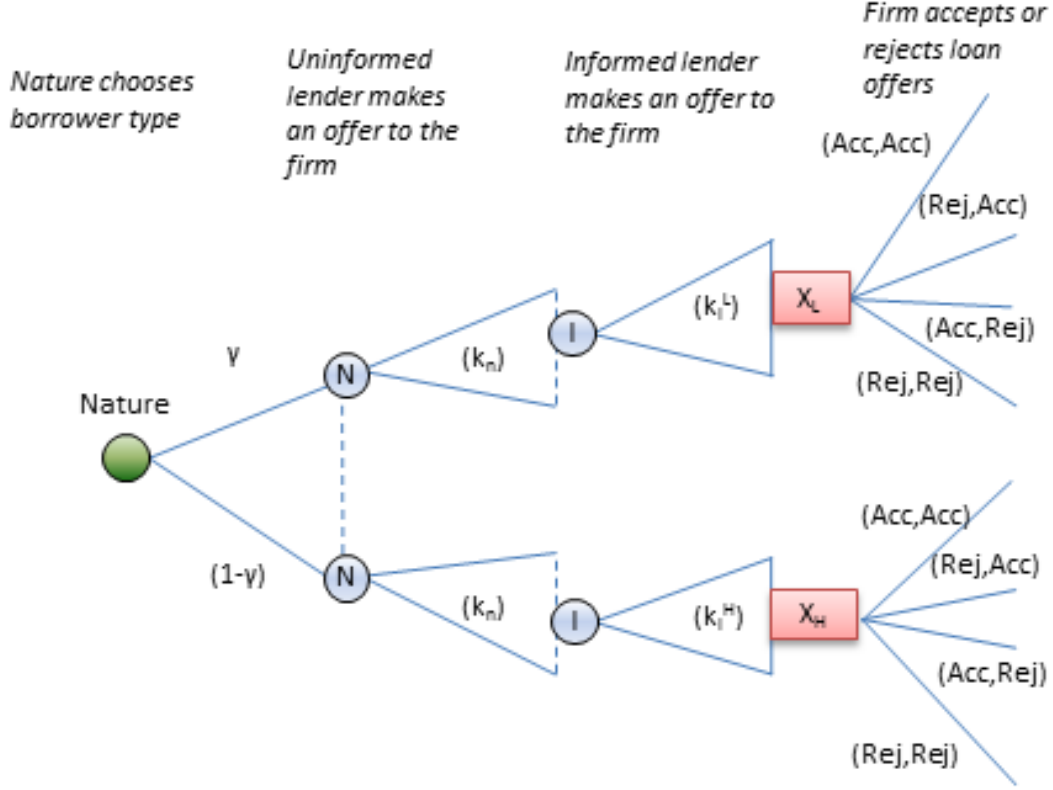 Nature chooses
borrower type
Uninformed
lender makes
an offer to the
firm
Informed lender
makes an offer to
the firm
Firm accepts or
rejects loan
offers
Nature
γ
(1-γ)
N
(kₙ)
I
(kᵢᴸ)
X_L
(Acc,Acc)
(Rej,Acc)
(Acc,Rej)
(Rej,Rej)
N
(kₙ)
I
(kᵢᴴ)
X_H
(Acc,Acc)
(Rej,Acc)
(Acc,Rej)
(Rej,Rej)